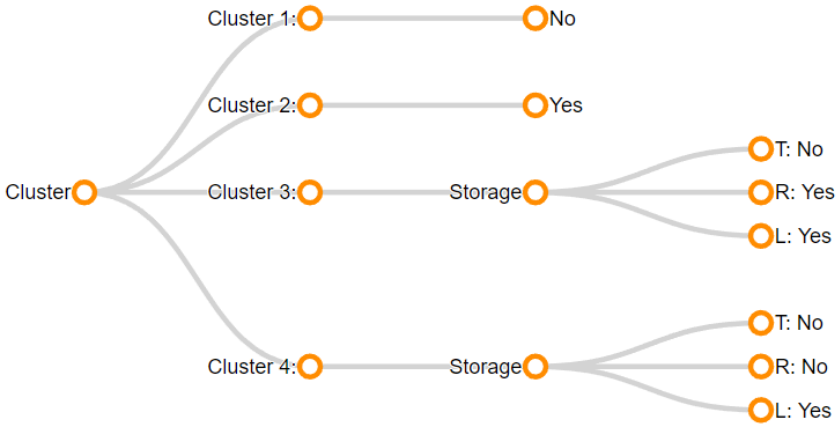 Cluster 1:
No
Cluster 2:
Yes
T: No
Cluster
Cluster 3:
Storage
R: Yes
L: Yes
T: No
Cluster 4:
Storage
R: No
L: Yes